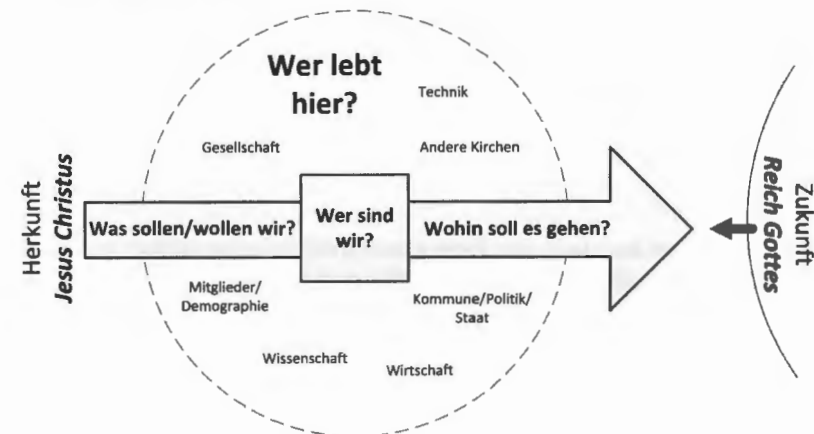 Wer lebt
hier?
Technik
Gesellschaft
Andere Kirchen
Herkunft
Jesus Christus
Was sollen/wollen wir?
Wer sind
wir?
Wohin soll es gehen?
Reich Gottes
Zukunft
Mitglieder/
Demographie
Kommune/Politik/
Staat
Wissenschaft
Wirtschaft